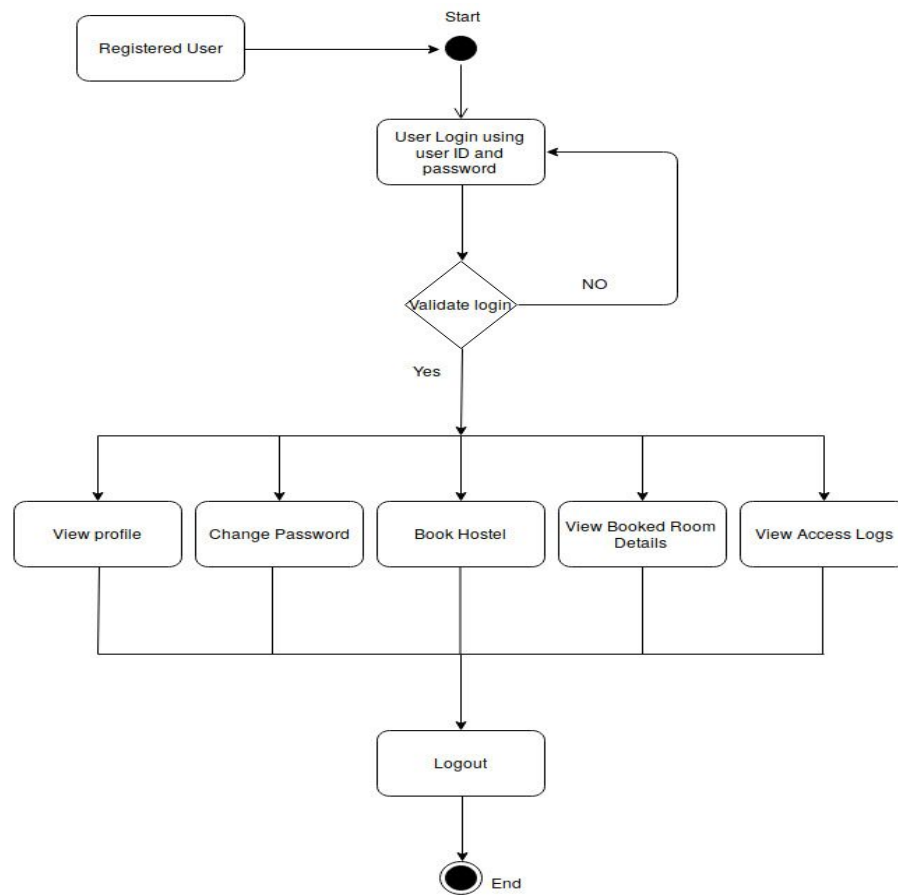 Start
Registered User
User Login using
user ID and
password
Validate login
NO
Yes
View profile
Change Password
Book Hostel
View Booked Room
Details
View Access Logs
Logout
End